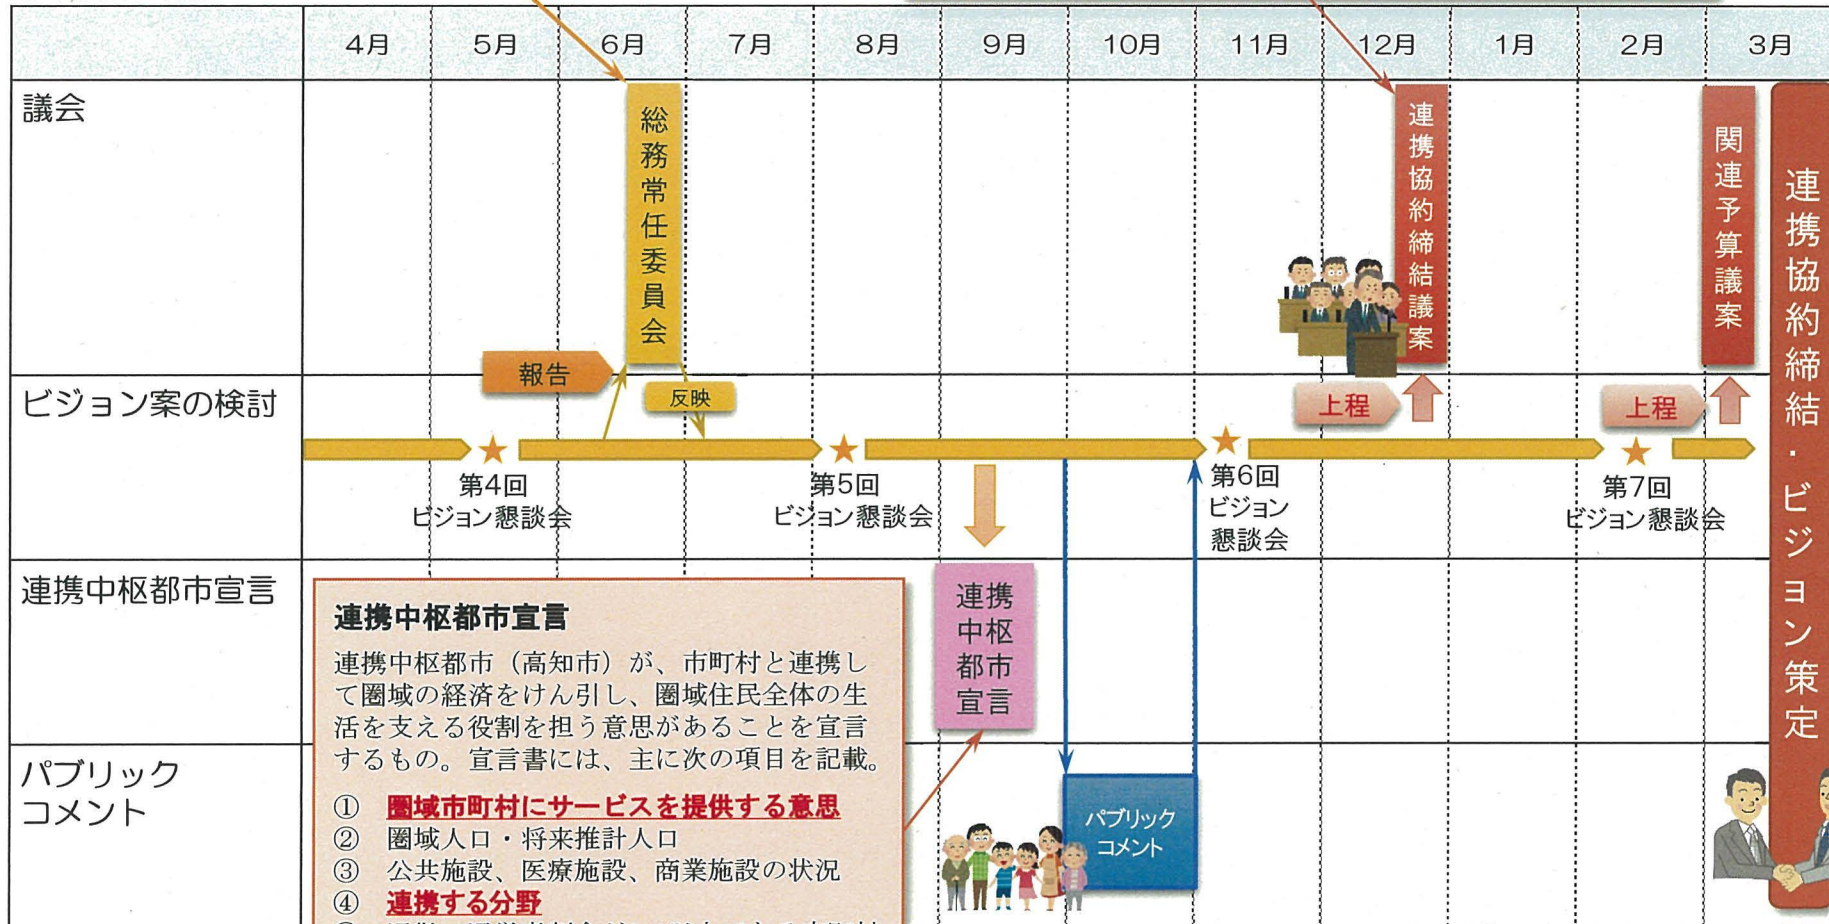 4月 5月 6月 7月 8月 9月 10月 11月 12月 1月 2月 3月
議会
総務常任委員会
連携協約締結議案
関連予算議案
連携協約締結・ビジョン策定
報告
反映
上程
上程
ビジョン案の検討
第4回
ビジョン懇談会
第5回
ビジョン懇談会
第6回
ビジョン
懇談会
第7回
ビジョン懇談会
連携中枢都市宣言
連携中枢都市宣言
連携中枢都市(高知市)が、市町村と連携し
て圏域の経済をけん引し、圏域住民全体の生
活を支える役割を担う意思があることを宣言
するもの。宣言書には、主に次の項目を記載。
① 圏域市町村にサービスを提供する意思
② 圏域人口・将来推計人口
③ 公共施設、医療施設、商業施設の状況
④ 連携する分野
連携
中枢
都市
宣言
パブリック
コメント
パブリック
コメント